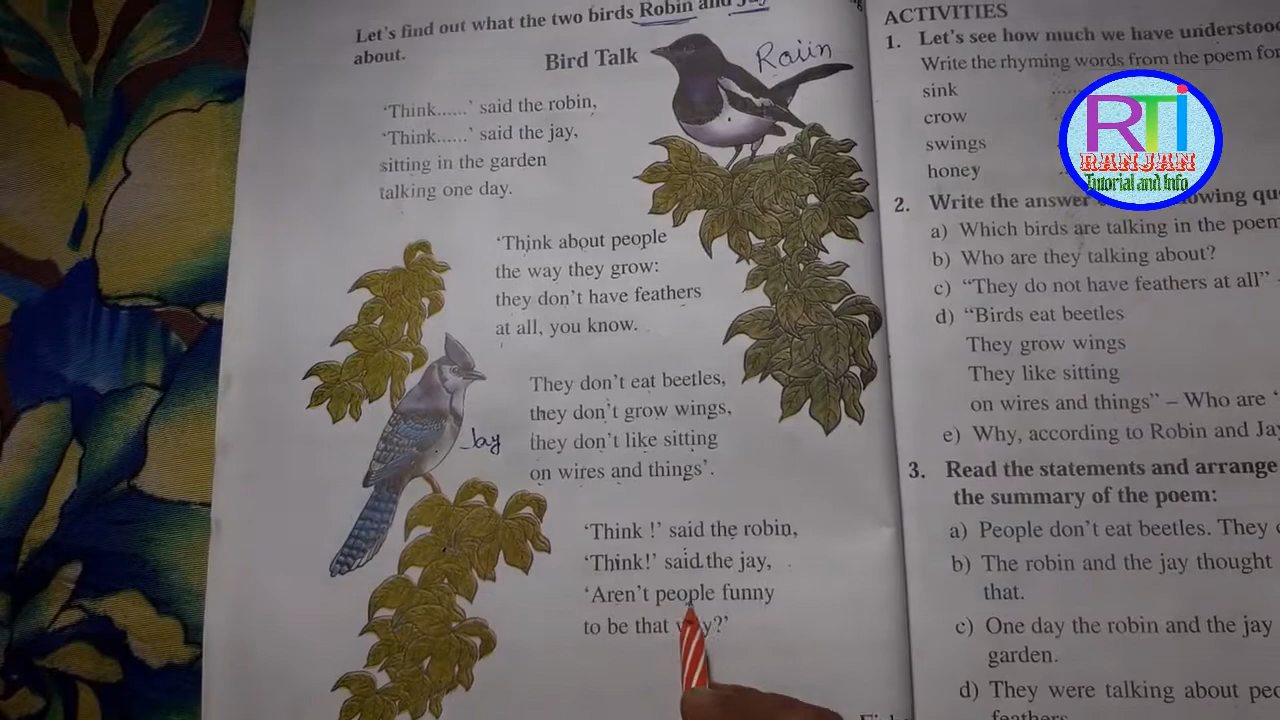 Let's find out what the two birds Robin and Jay
about.
Bird Talk
Raiin
'Think......' said the robin,
'Think......' said the jay,
sitting in the garden
talking one day.
'Think about people
the way they grow:
they don't have feathers
at all, you know.
Jay
They don't eat beetles,
they don't grow wings,
they don't like sitting
on wires and things'.
'Think !' said the robin,
'Think!' said the jay,
'Aren't people funny
to be that way?'
ACTIVITIES
1. Let's see how much we have understood
Write the rhyming words from the poem for
sink
crow
swings
honey
RTI
RANJAN
Tutorial and Info
2. Write the answer
a) Which birds are talking in the poem
b) Who are they talking about?
c) "They do not have feathers at all"
d) "Birds eat beetles
They grow wings
They like sitting
on wires and things" – Who are '
e) Why, according to Robin and Jay
3. Read the statements and arrange
the summary of the poem:
a) People don't eat beetles. They
b) The robin and the jay thought
that.
c) One day the robin and the jay
garden.
d) They were talking about
feathers